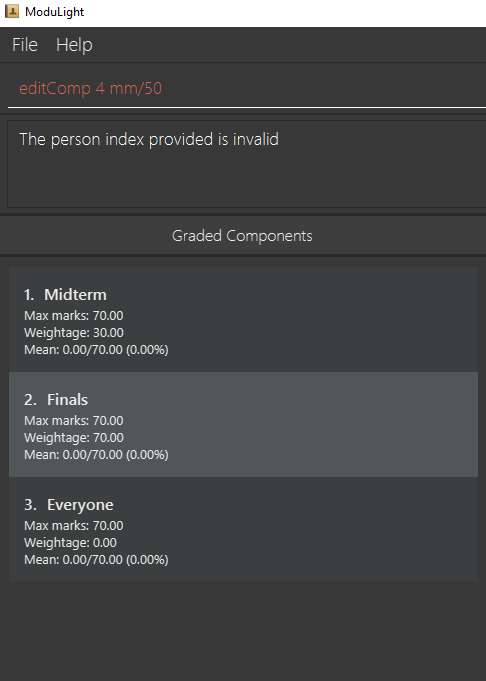 ModuLight
File Help
editComp 4 mm/50
The person index provided is invalid
Graded Components
1. Midterm
Max marks: 70.00
Weightage: 30.00
Mean: 0.00/70.00 (0.00%)
2. Finals
Max marks: 70.00
Weightage: 70.00
Mean: 0.00/70.00 (0.00%)
3. Everyone
Max marks: 70.00
Weightage: 0.00
Mean: 0.00/70.00 (0.00%)